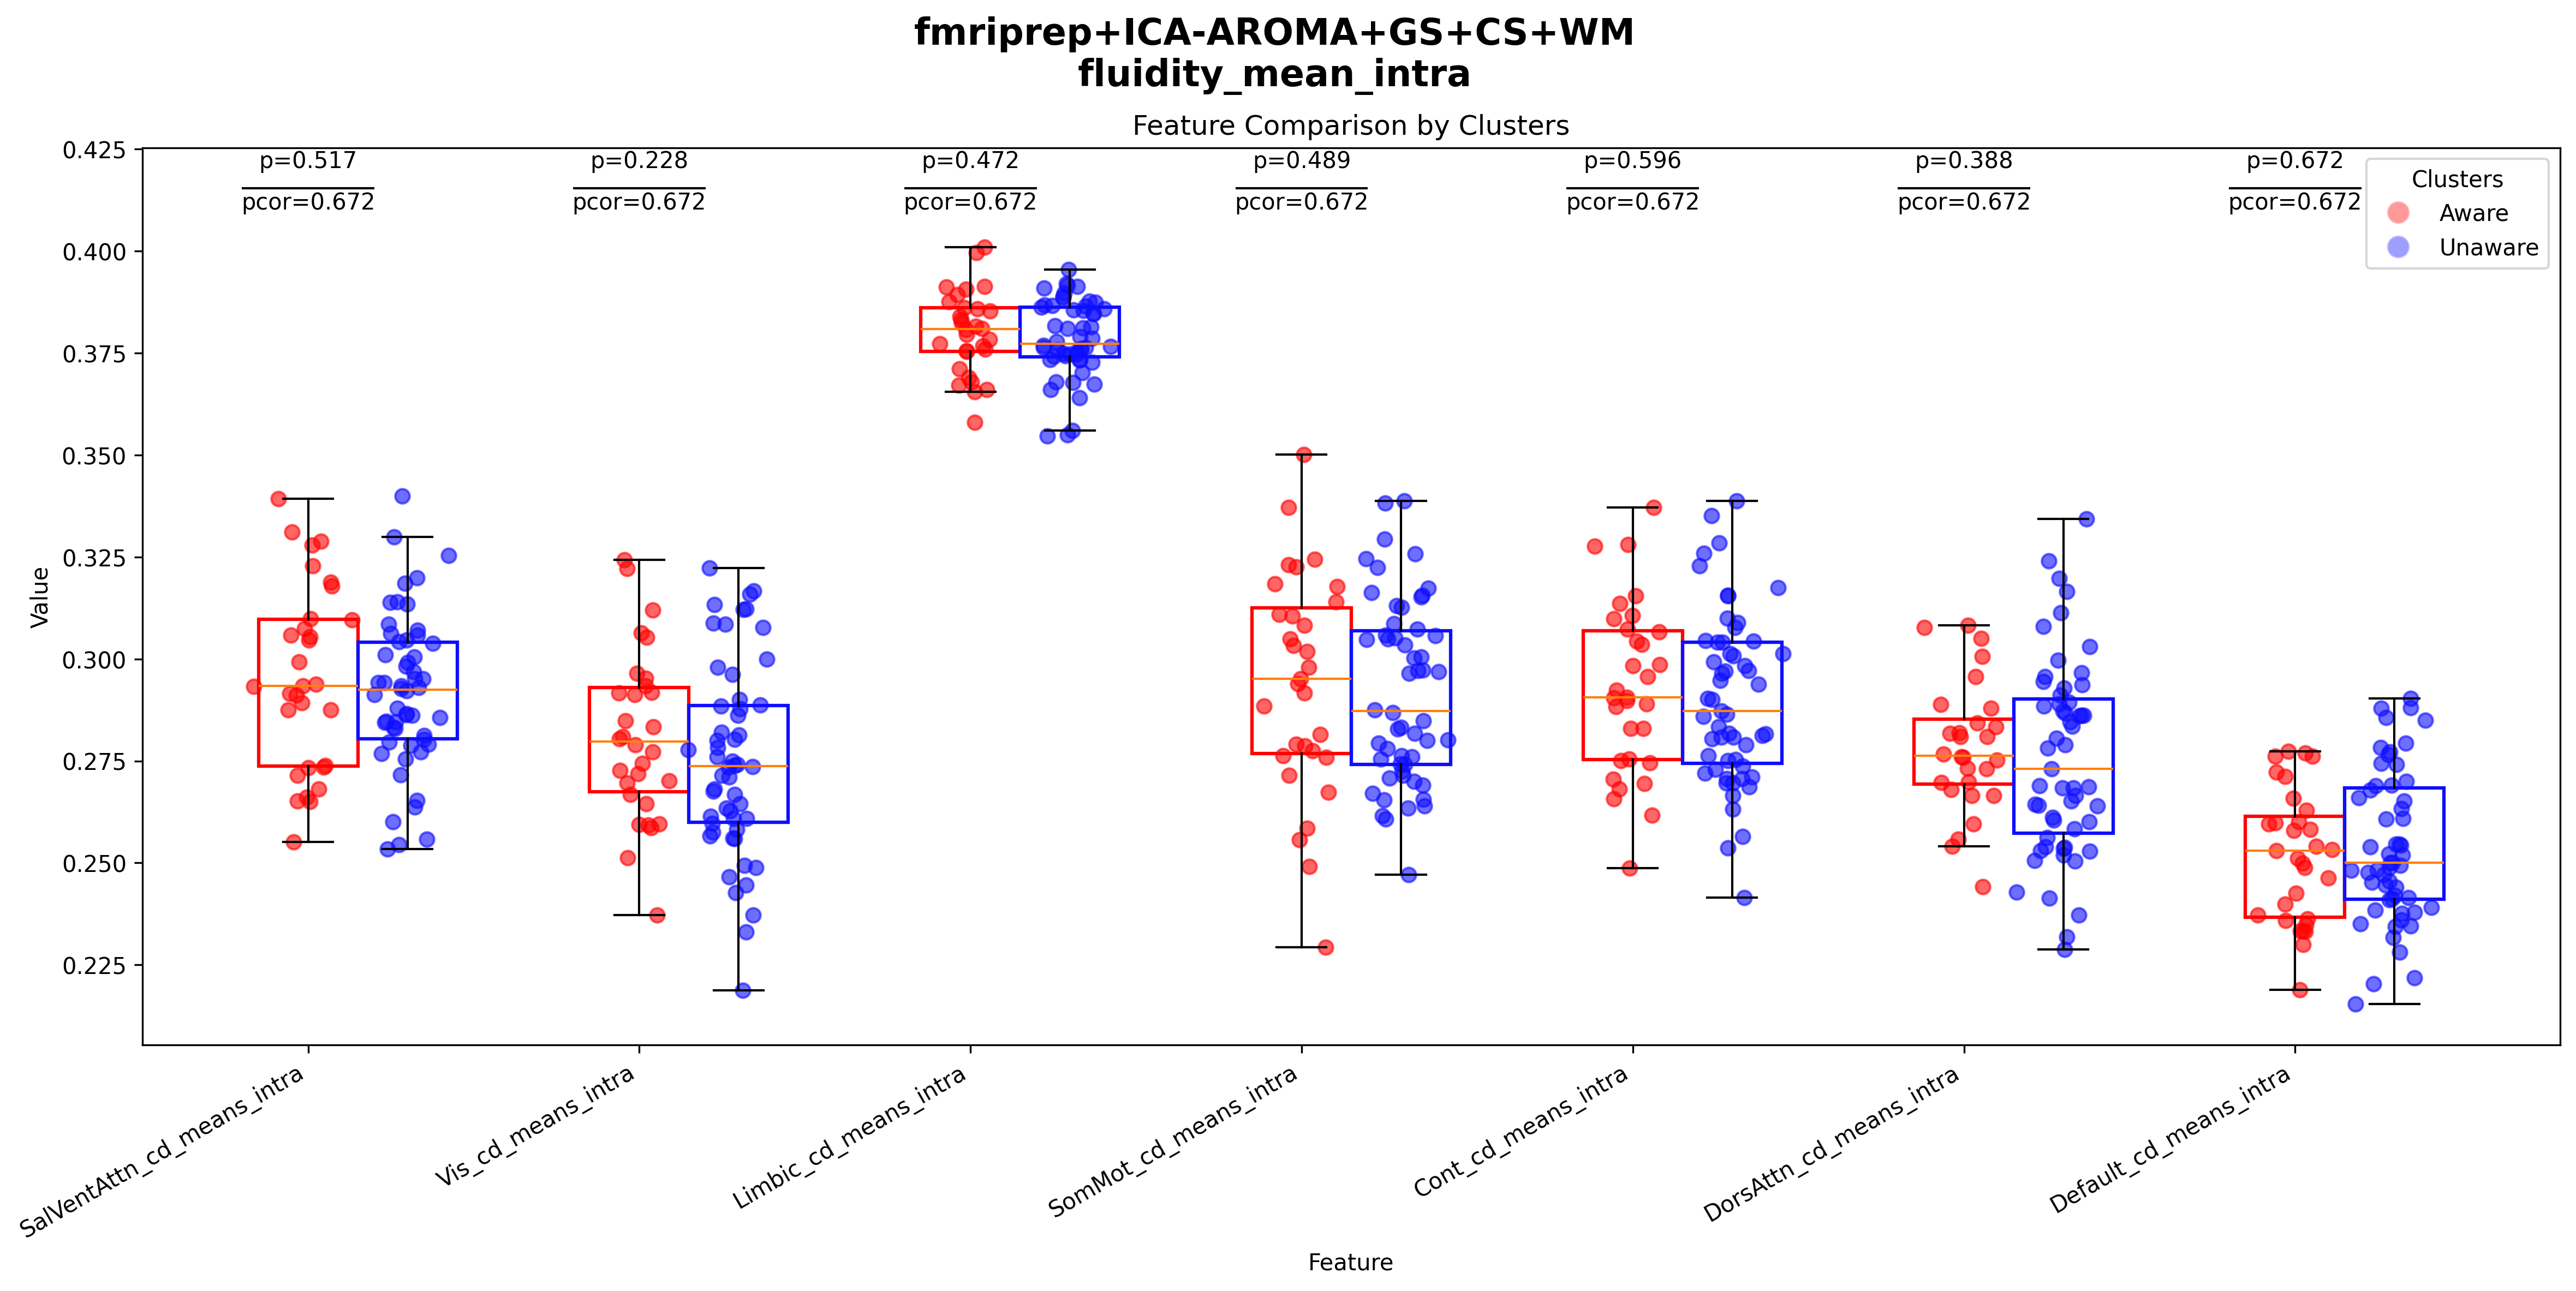 fmriprep+ICA-AROMA+GS+CS+WM
fluidity_mean_intra
Feature Comparison by Clusters
p=0.517 p=0.228 p=0.472 p=0.489 p=0.596 p=0.388 p=0.672
pcor=0.672 pcor=0.672 pcor=0.672 pcor=0.672 pcor=0.672 pcor=0.672 pcor=0.672
Clusters
Aware
Unaware
Value
0.425
0.400
0.375
0.350
0.325
0.300
0.275
0.250
0.225
SalVentAttn_cd_means_intra
Vis_cd_means_intra
Limbic_cd_means_intra
SomMot_cd_means_intra
Cont_cd_means_intra
DorsAttn_cd_means_intra
Default_cd_means_intra
Feature